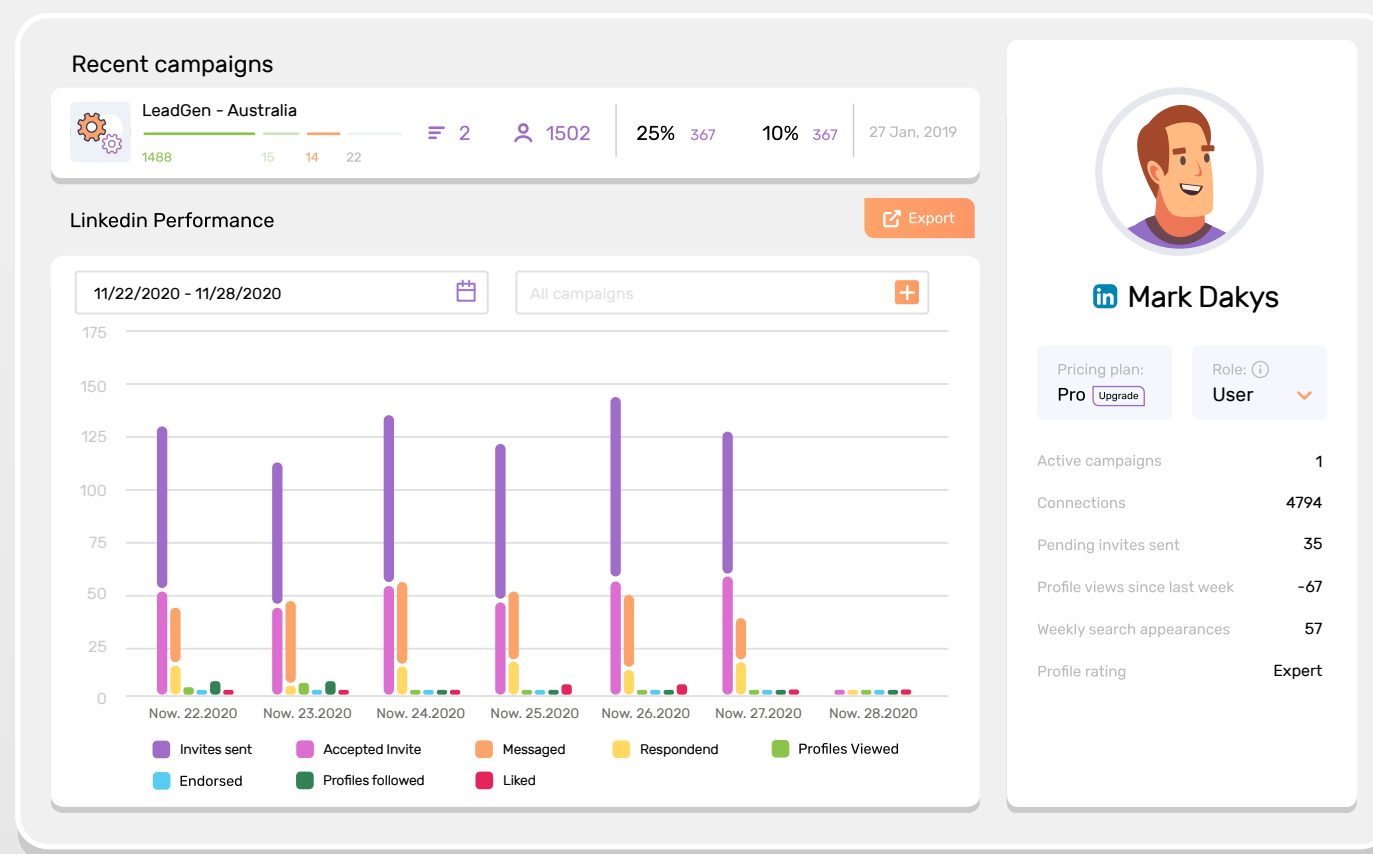 Recent campaigns
LeadGen - Australia
1488 15 14 22
2 1502 25% 367 10% 367 27 Jan, 2019
Linkedin Performance
Export
11/22/2020 - 11/28/2020
All campaigns
175
150
125
100
75
50
25
0
Now. 22.2020 Now. 23.2020 Now. 24.2020 Now. 25.2020 Now. 26.2020 Now. 27.2020 Now. 28.2020
Invites sent Accepted Invite Messaged Respondend Profiles Viewed
Endorsed Profiles followed Liked
in Mark Dakys
Pricing plan:
Pro Upgrade
Role: i
User
Active campaigns 1
Connections 4794
Pending invites sent 35
Profile views since last week -67
Weekly search appearances 57
Profile rating Expert